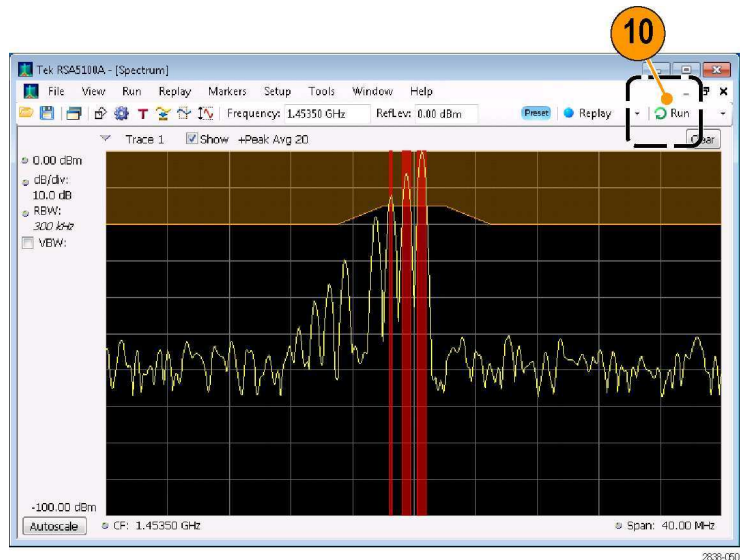 10
Tek RSA5100A - [Spectrum]
File View Run Replay Markers Setup Tools Window Help
Frequency: 1.45350 GHz RefLev: 0.00 dBm Preset Replay Run
Trace 1 Show +Peak Avg 20 Clear
0.00 dBm
dB/div:
10.0 dB
RBW:
300 kHz
VBW:
-100.00 dBm
Autoscale CF: 1.45350 GHz Span: 40.00 MHz
2838-050